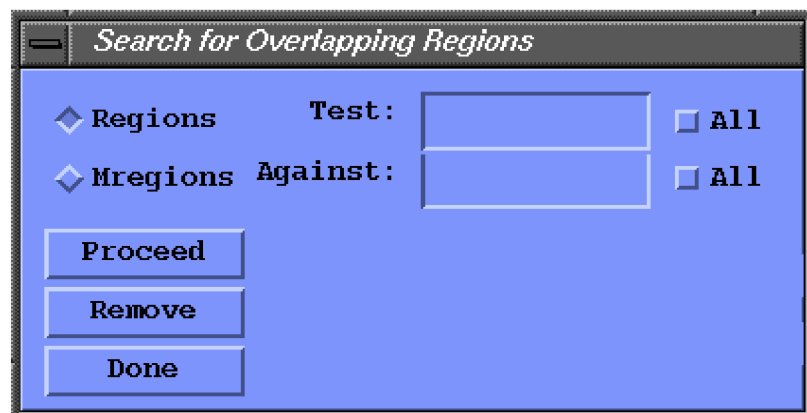 Search for Overlapping Regions
Regions Test: All
Mregions Against: All
Proceed
Remove
Done